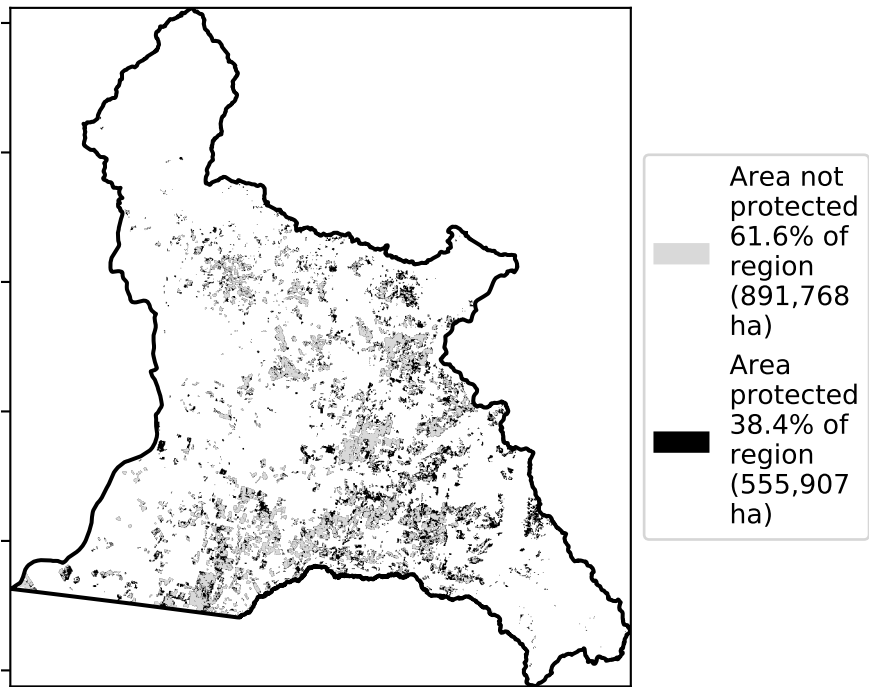 Area not
protected
61.6% of
region
(891,768
ha)
Area
protected
38.4% of
region
(555,907
ha)